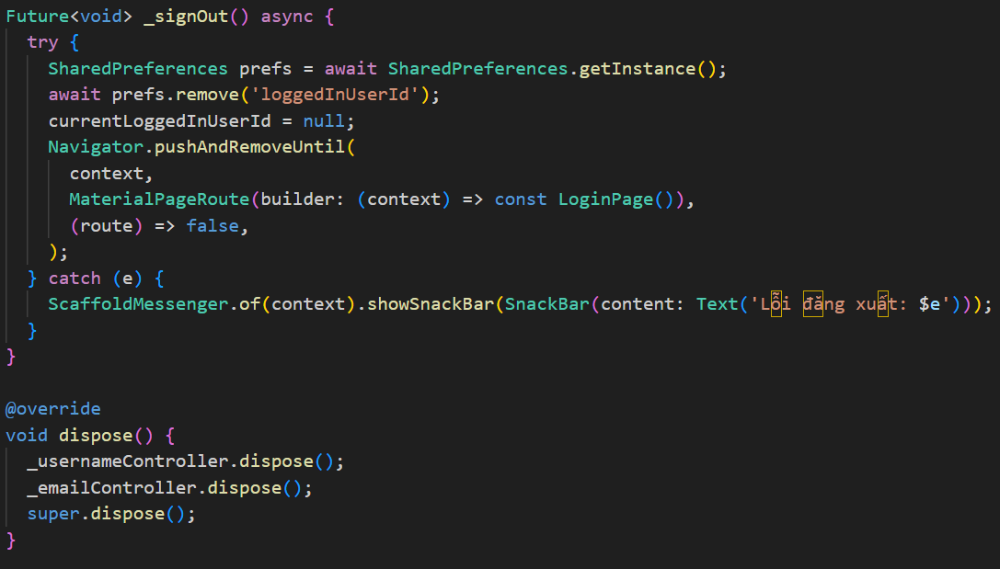 Future<void> _signOut() async {
  try {
    SharedPreferences prefs = await SharedPreferences.getInstance();
    await prefs.remove('loggedInUserId');
    currentLoggedInUserId = null;
    Navigator.pushAndRemoveUntil(
      context,
      MaterialPageRoute(builder: (context) => const LoginPage()),
      (route) => false,
    );
  } catch (e) {
    ScaffoldMessenger.of(context).showSnackBar(SnackBar(content: Text('Lỗi đăng xuất: $e')));
  }
}

@override
void dispose() {
  _usernameController.dispose();
  _emailController.dispose();
  super.dispose();
}